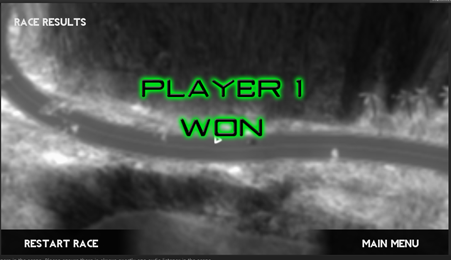 RACE RESULTS
PLAYER 1
WON
RESTART RACE
MAIN MENU